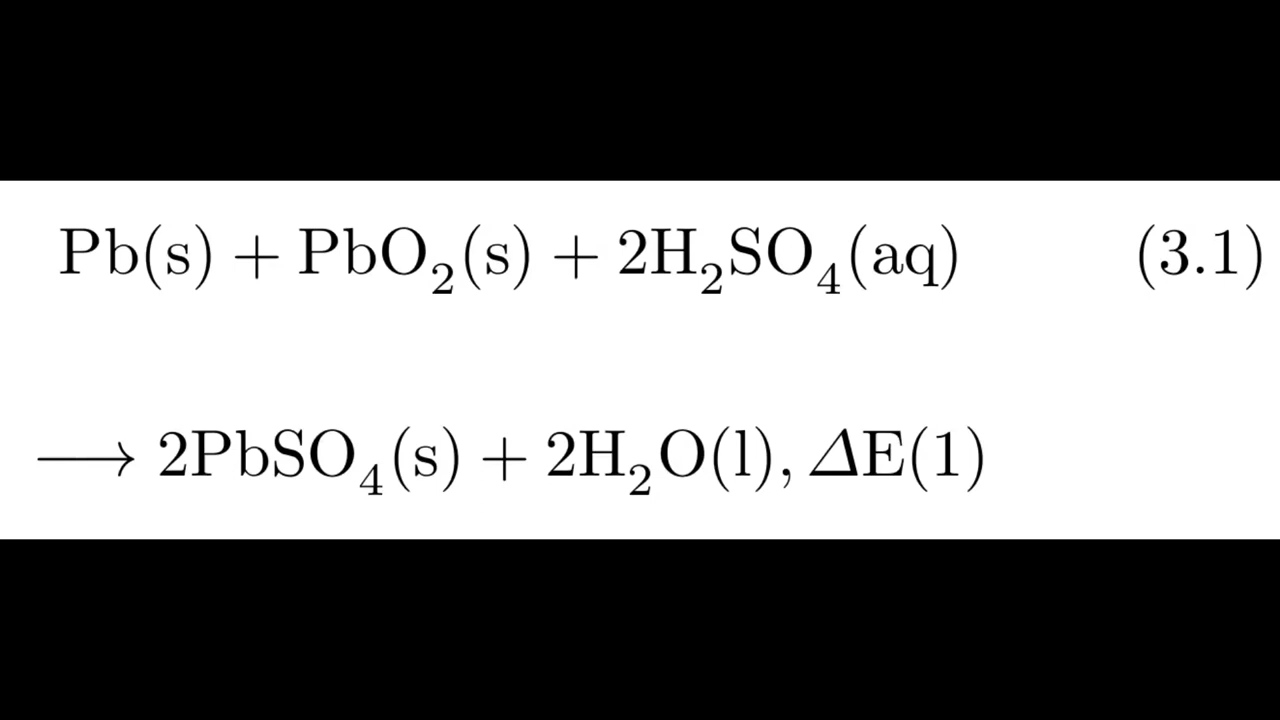 Pb(s) + PbO₂(s) + 2H₂SO₄(aq) (3.1)
⟶ 2PbSO₄(s) + 2H₂O(l), ΔE(1)